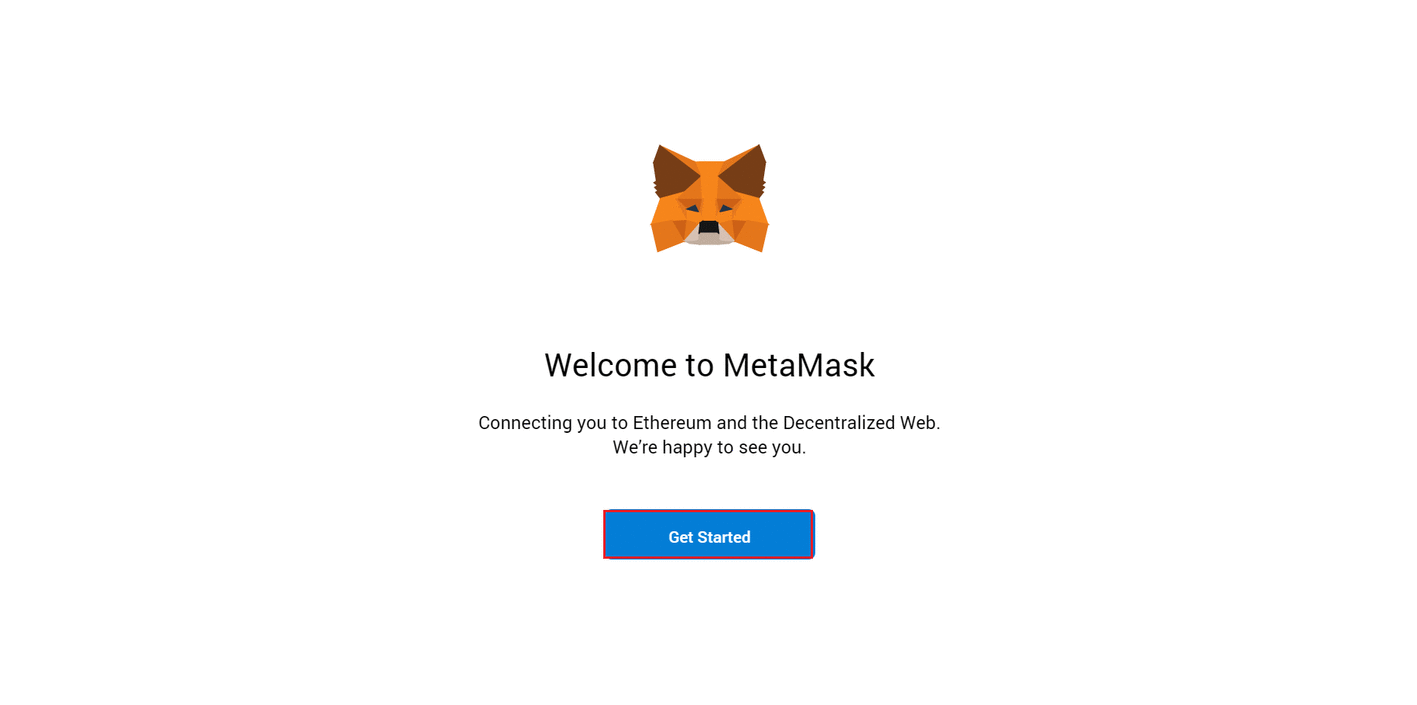 Welcome to MetaMask
Connecting you to Ethereum and the Decentralized Web.
We’re happy to see you.
Get Started